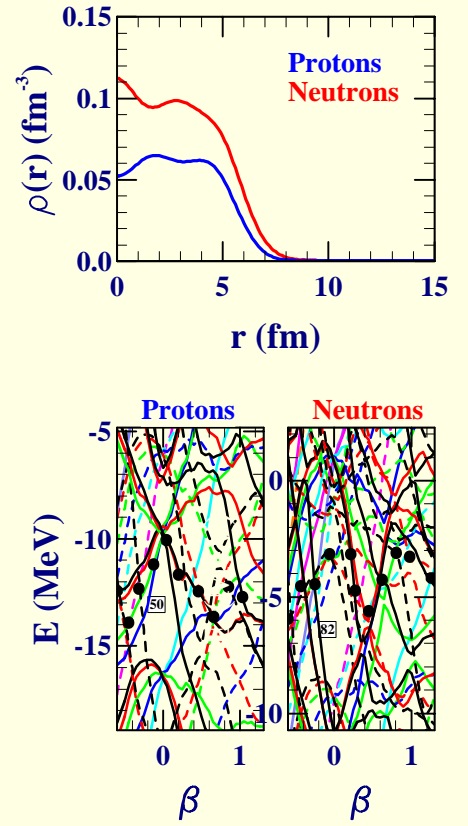 0.15
Protons
Neutrons
0.1
0.05
0.0
ρ(r) (fm⁻³)
0 5 10 15
r (fm)
Protons Neutrons
-5
-10
-15
E (MeV)
50
0
-5
10
82
0 1 0 1
β β